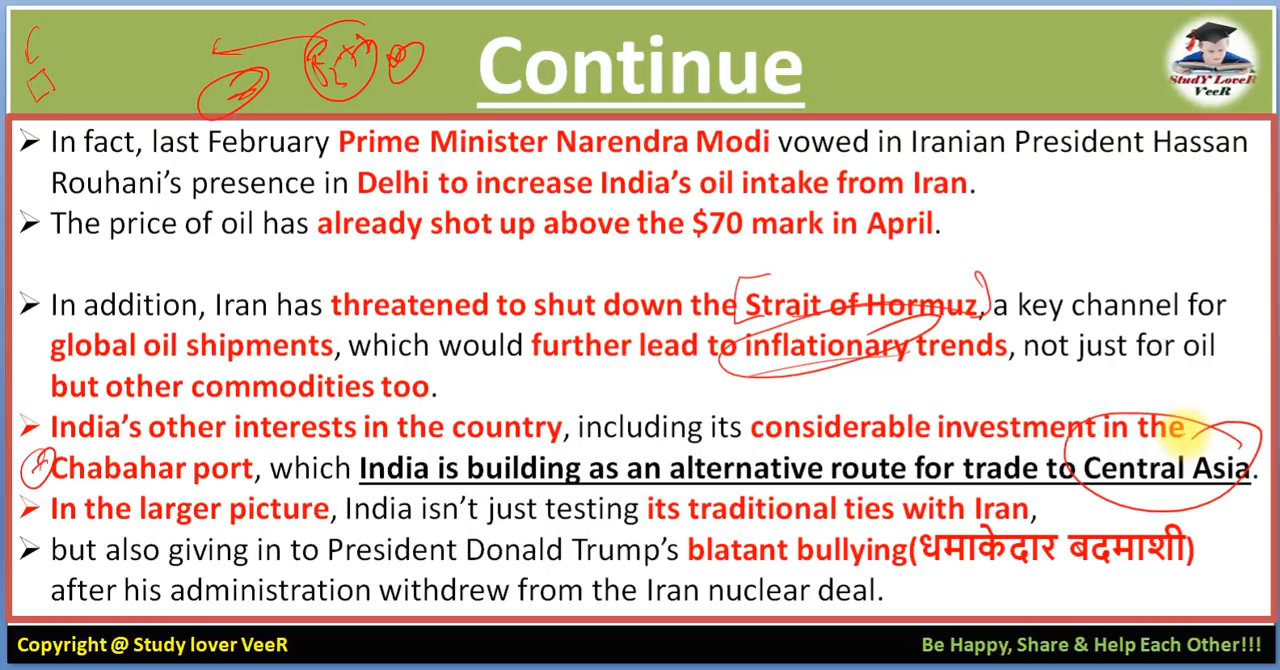 Continue
StudY LoveR
VeeR
➢ In fact, last February Prime Minister Narendra Modi vowed in Iranian President Hassan
Rouhani’s presence in Delhi to increase India’s oil intake from Iran.
➢ The price of oil has already shot up above the $70 mark in April.
➢ In addition, Iran has threatened to shut down the Strait of Hormuz, a key channel for
global oil shipments, which would further lead to inflationary trends, not just for oil
but other commodities too.
➢ India’s other interests in the country, including its considerable investment in the
Chabahar port, which India is building as an alternative route for trade to Central Asia.
➢ In the larger picture, India isn’t just testing its traditional ties with Iran,
➢ but also giving in to President Donald Trump’s blatant bullying(धमाकेदार बदमाशी)
after his administration withdrew from the Iran nuclear deal.
Copyright @ Study lover VeeR
Be Happy, Share & Help Each Other!!!